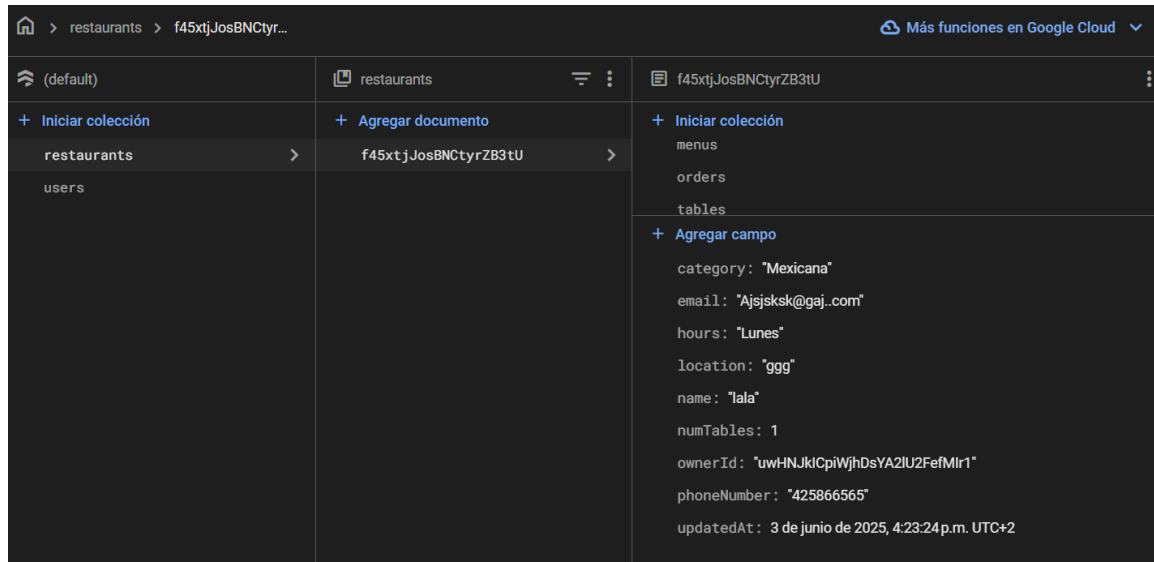 restaurants > f45xtjJosBNCtyr...
Más funciones en Google Cloud
(default)
restaurants
f45xtjJosBNCtyrZB3tU
+ Iniciar colección
+ Agregar documento
+ Iniciar colección
restaurants
f45xtjJosBNCtyrZB3tU
menus
users
orders
tables
+ Agregar campo
category: "Mexicana"
email: "Ajsjsksk@gaj..com"
hours: "Lunes"
location: "ggg"
name: "lala"
numTables: 1
ownerId: "uwHNJkICpiWjhDsYA2lU2FefMIr1"
phoneNumber: "425866565"
updatedAt: 3 de junio de 2025, 4:23:24 p.m. UTC+2